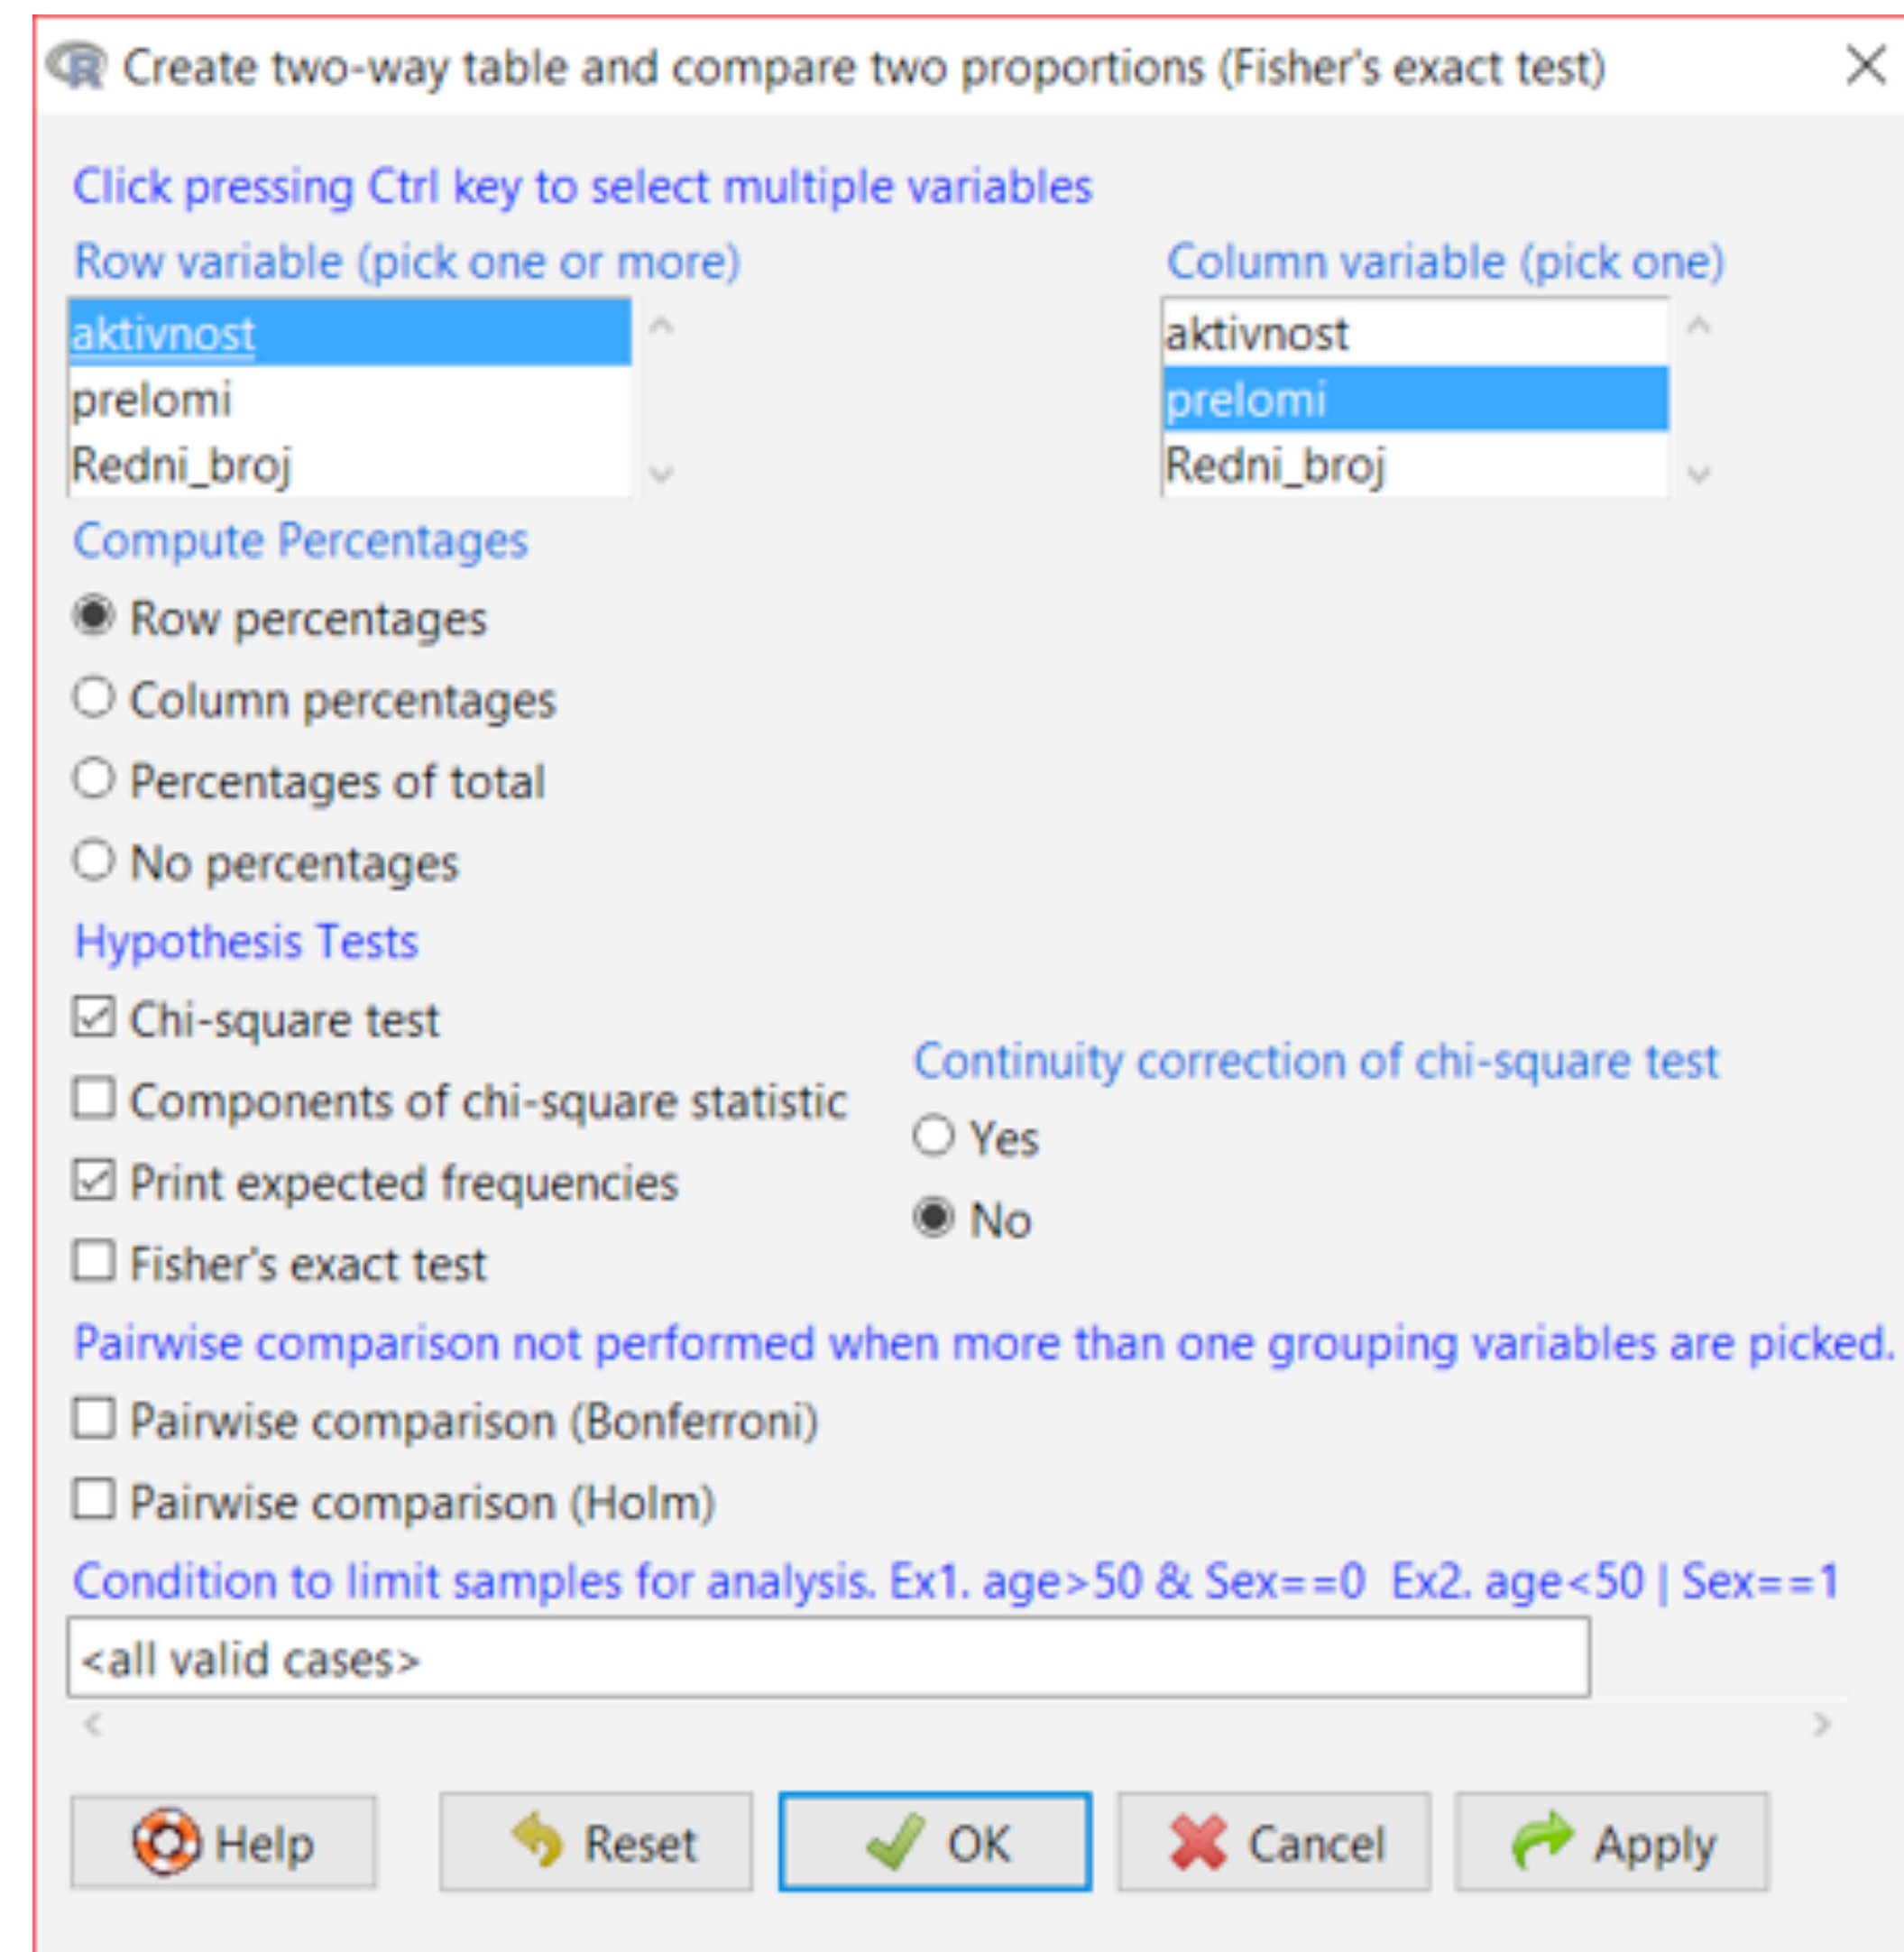 Create two-way table and compare two proportions (Fisher's exact test)
Click pressing Ctrl key to select multiple variables
Row variable (pick one or more)
aktivnost
prelomi
Redni_broj
Column variable (pick one)
aktivnost
prelomi
Redni_broj
Compute Percentages
Row percentages
Column percentages
Percentages of total
No percentages
Hypothesis Tests
Chi-square test
Components of chi-square statistic
Print expected frequencies
Fisher's exact test
Continuity correction of chi-square test
Yes
No
Pairwise comparison not performed when more than one grouping variables are picked.
Pairwise comparison (Bonferroni)
Pairwise comparison (Holm)
Condition to limit samples for analysis. Ex1. age>50 & Sex==0 Ex2. age<50 | Sex==1
<all valid cases>
Help
Reset
OK
Cancel
Apply